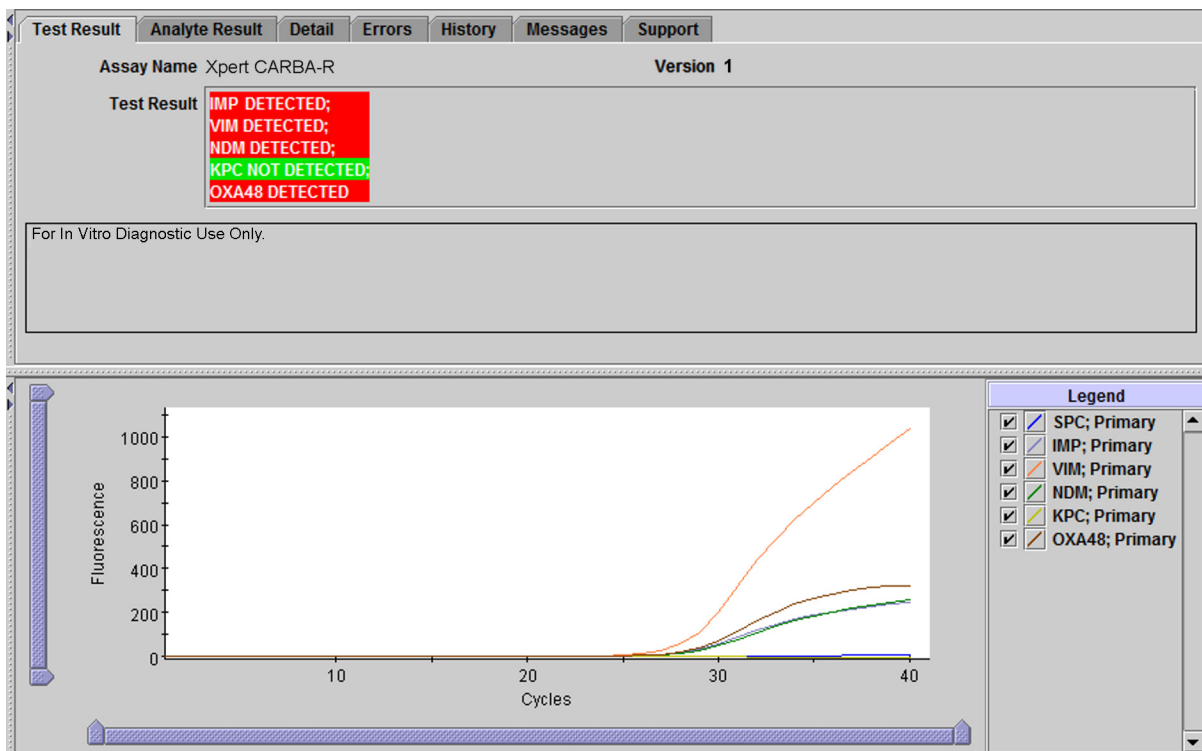 Test Result Analyte Result Detail Errors History Messages Support
Assay Name Xpert CARBA-R Version 1
Test Result
IMP DETECTED;
VIM DETECTED;
NDM DETECTED;
KPC NOT DETECTED;
OXA48 DETECTED
For In Vitro Diagnostic Use Only.
Legend
SPC; Primary
IMP; Primary
VIM; Primary
NDM; Primary
KPC; Primary
OXA48; Primary
Fluorescence
1000
800
600
400
200
0
10 20 30 40
Cycles